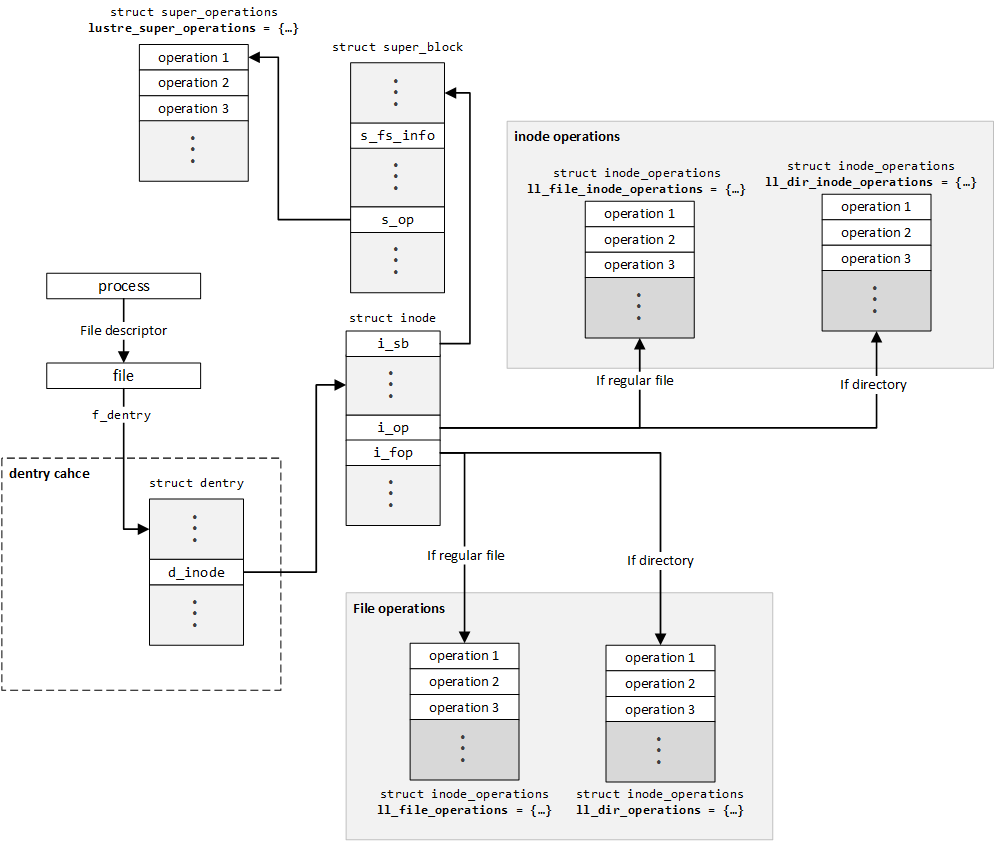 struct super_operations
lustre_super_operations = {…}
operation 1
operation 2
operation 3
struct super_block
s_fs_info
s_op
inode operations
struct inode_operations
ll_file_inode_operations = {…}
operation 1
operation 2
operation 3
struct inode_operations
ll_dir_inode_operations = {…}
operation 1
operation 2
operation 3
If regular file
If directory
process
File descriptor
file
f_dentry
struct inode
i_sb
i_op
i_fop
dentry cahce
struct dentry
d_inode
If regular file
If directory
File operations
operation 1
operation 2
operation 3
struct inode_operations
ll_file_operations = {…}
operation 1
operation 2
operation 3
struct inode_operations
ll_dir_operations = {…}